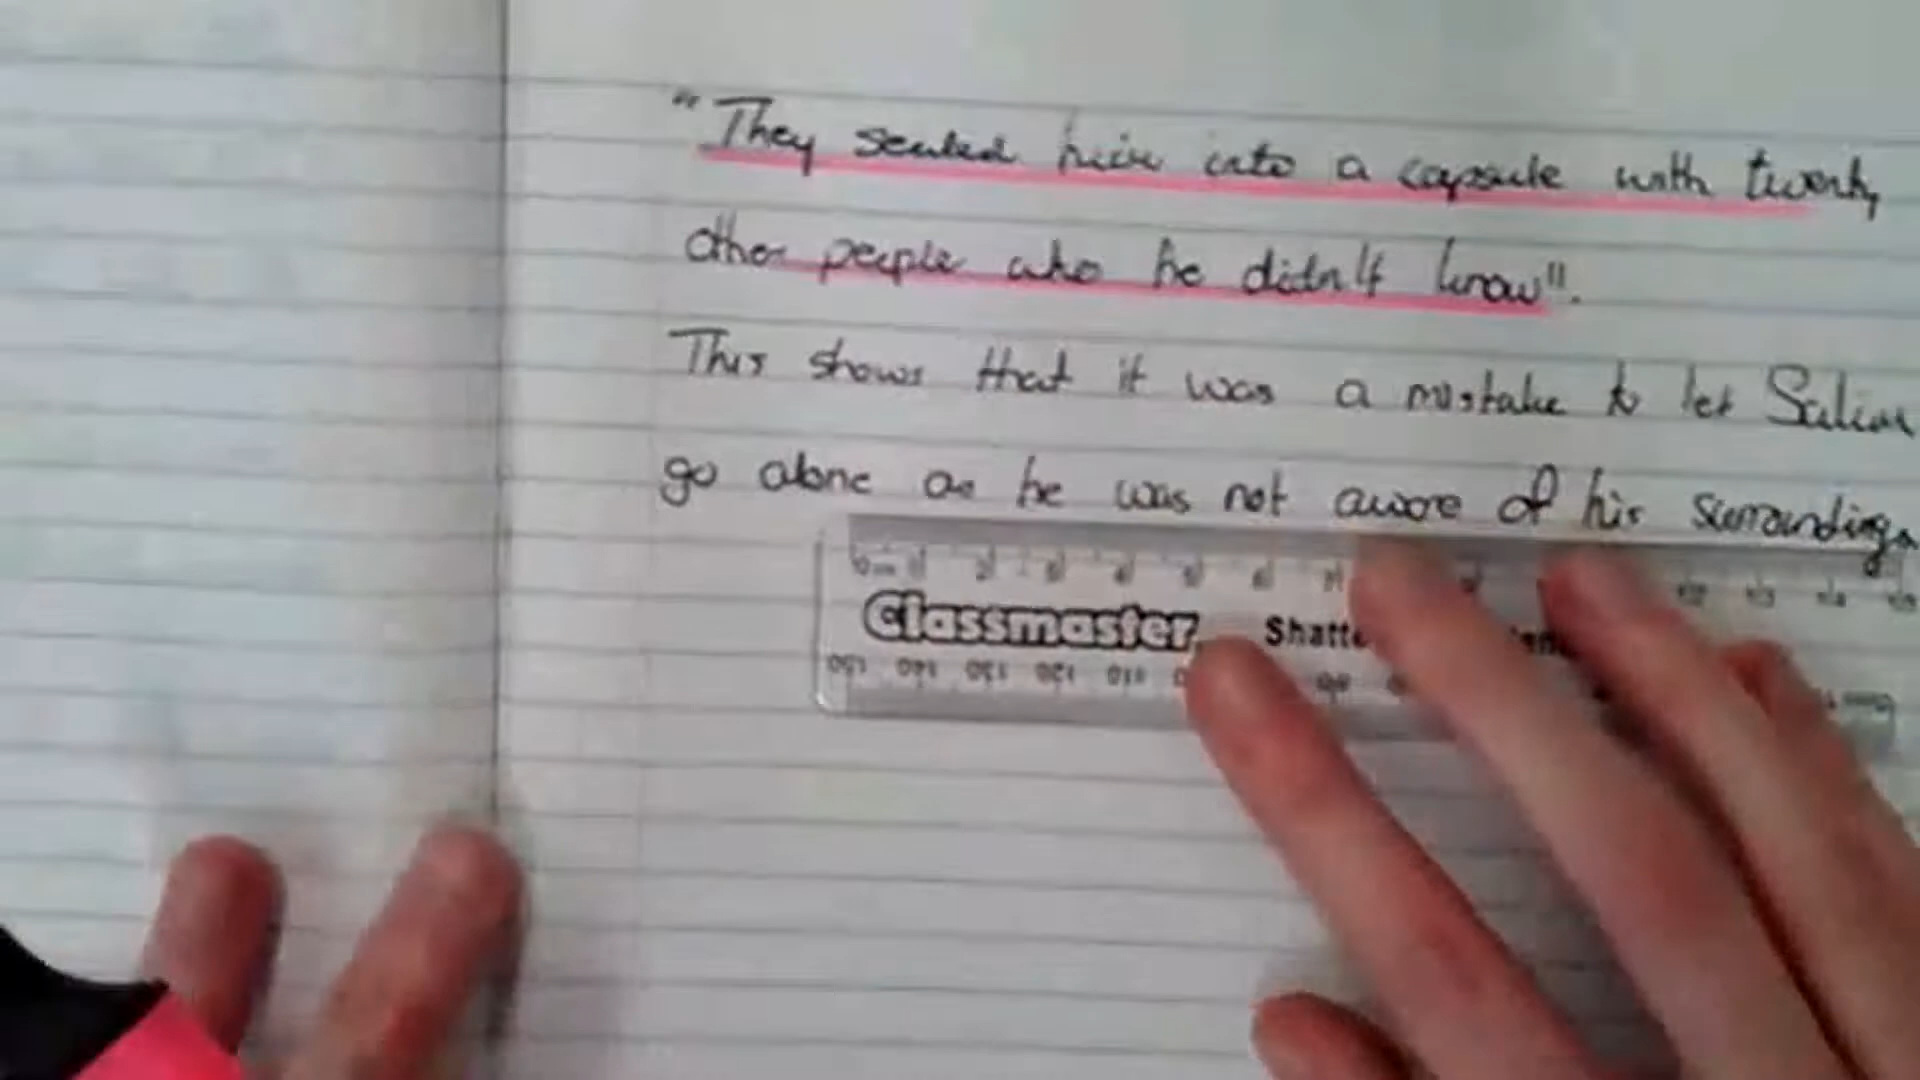 "They sealed him into a capsule with twenty
other people who he didn't know".
This shows that it was a mistake to let Salim
go alone as he was not aware of his surroundings
Classmaster